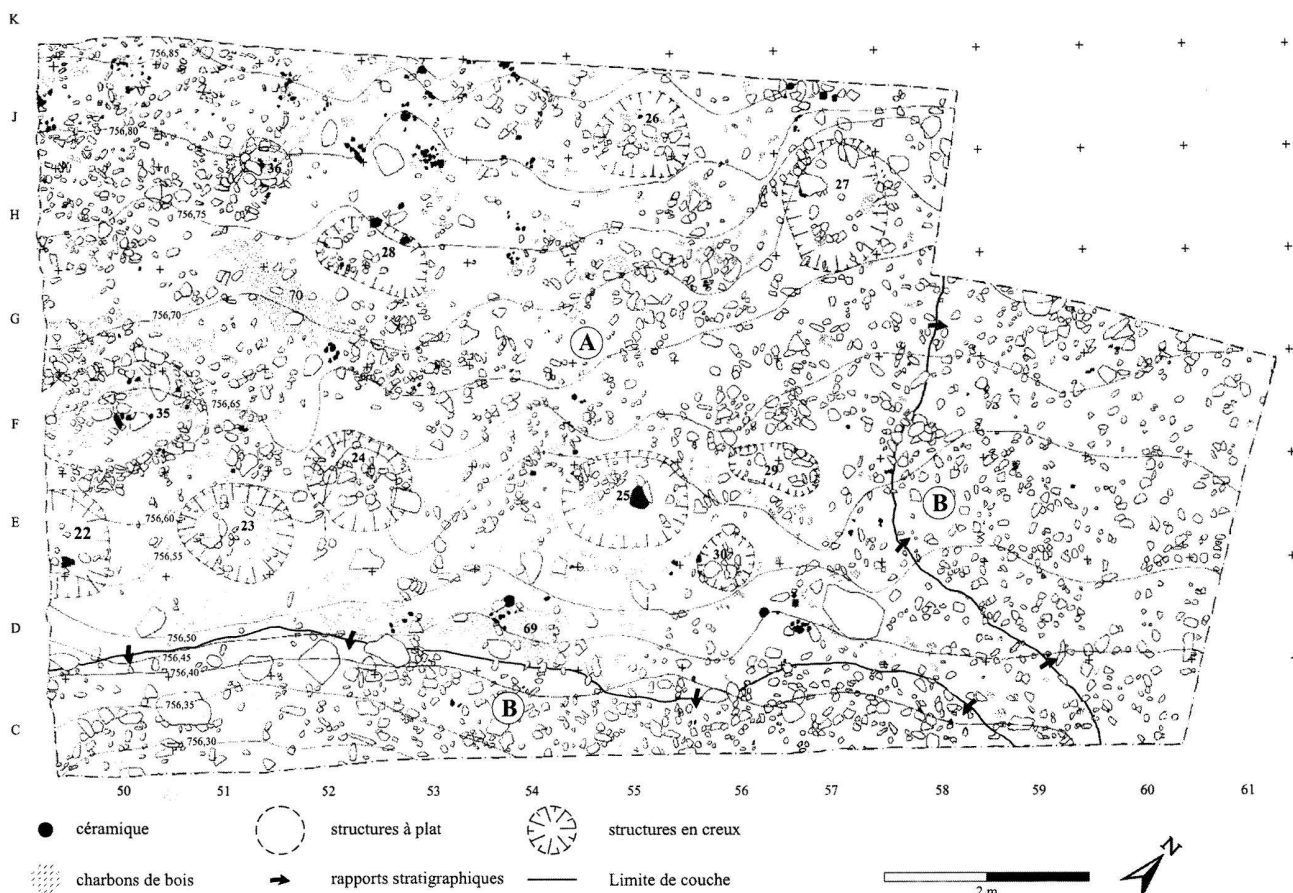 K
756,85
J
26
756,80
36
27
H
756,75
28
70
G
756,70
A
35
756,65
F
24
29
25
B
E
22
756,60
23
756,55
30
D
756,50
69
756,45
756,40
B
756,35
C
756,30
50 51 52 53 54 55 56 57 58 59 60 61
céramique structures à plat structures en creux
charbons de bois rapports stratigraphiques Limite de couche
N
2 m